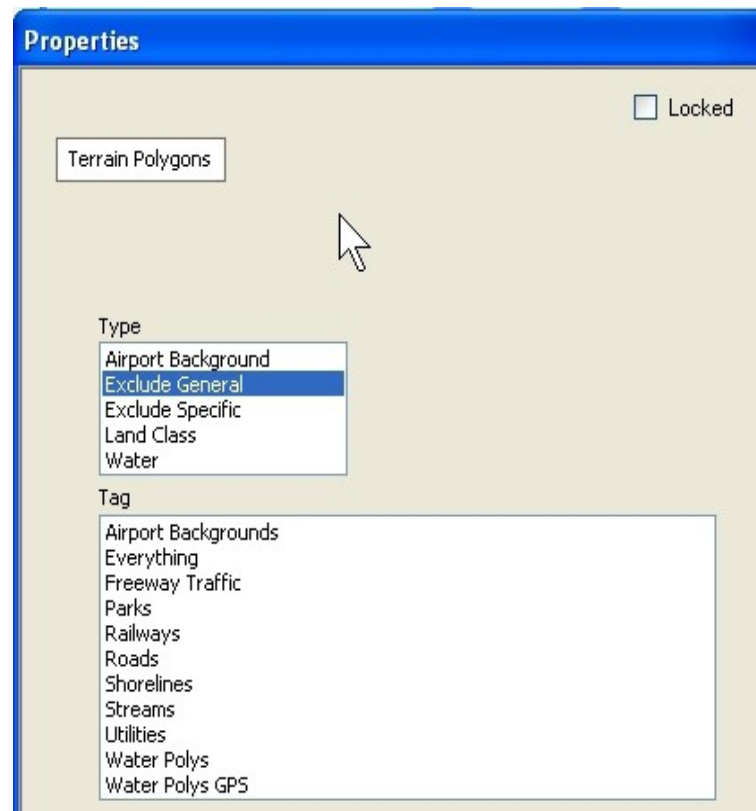 Properties
Locked
Terrain Polygons
Type
Airport Background
Exclude General
Exclude Specific
Land Class
Water
Tag
Airport Backgrounds
Everything
Freeway Traffic
Parks
Railways
Roads
Shorelines
Streams
Utilities
Water Polys
Water Polys GPS